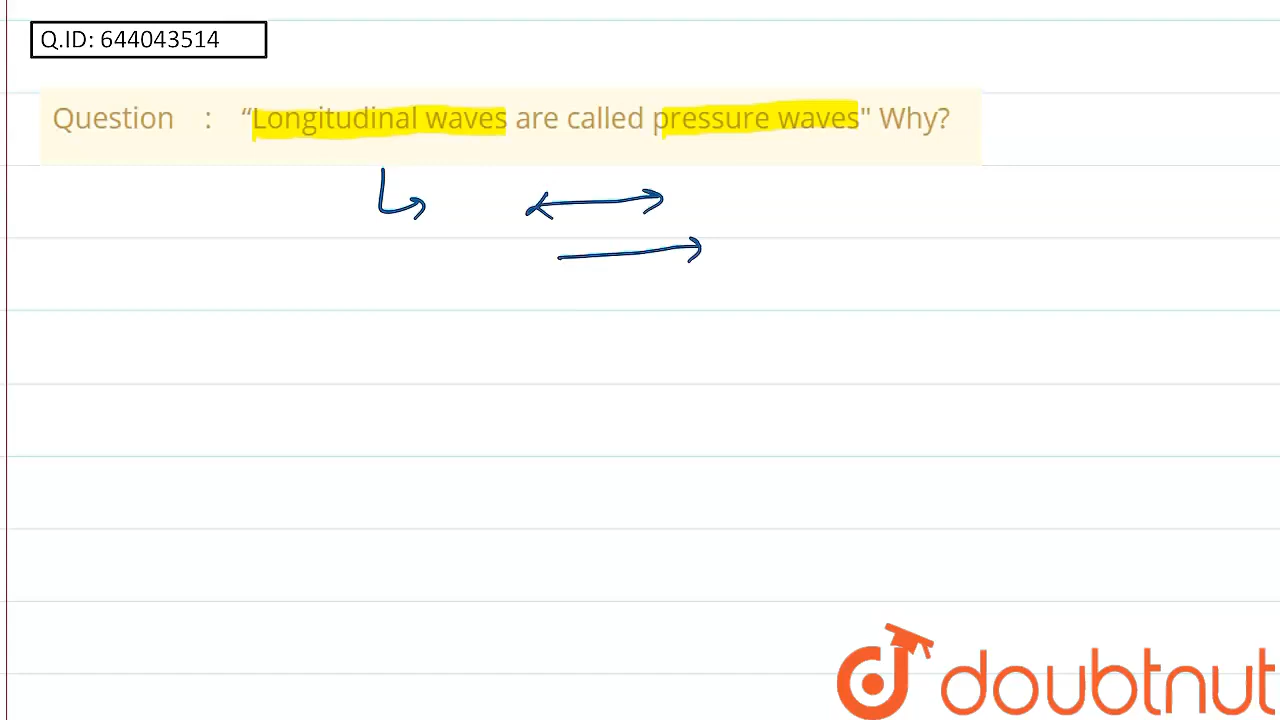 Q.ID: 644043514
Question : “Longitudinal waves are called pressure waves" Why?
doubtnut